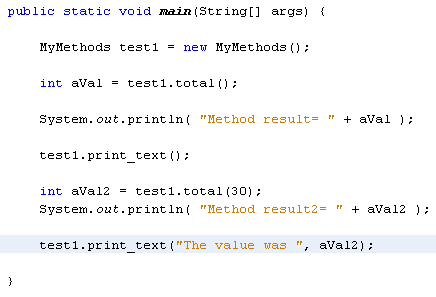 public static void main(String[] args) {
MyMethods test1 = new MyMethods();
int aVal = test1.total();
System.out.println( "Method result= " + aVal );
test1.print_text();
int aVal2 = test1.total(30);
System.out.println( "Method result2= " + aVal2 );
test1.print_text("The value was ", aVal2);
}